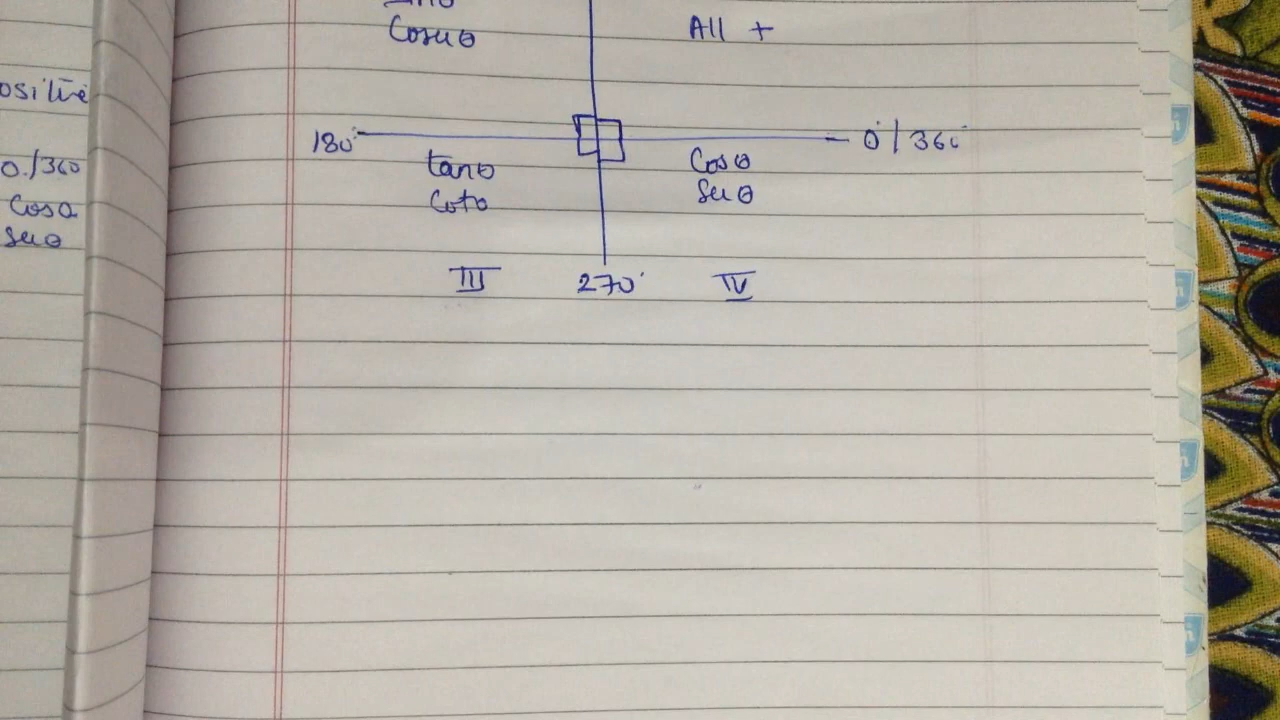 Cosecθ
All +
ositive
180°
0°/360°
0°/360
tanθ
Cosθ
Cotθ
Secθ
Cosθ
Secθ
III
270°
IV